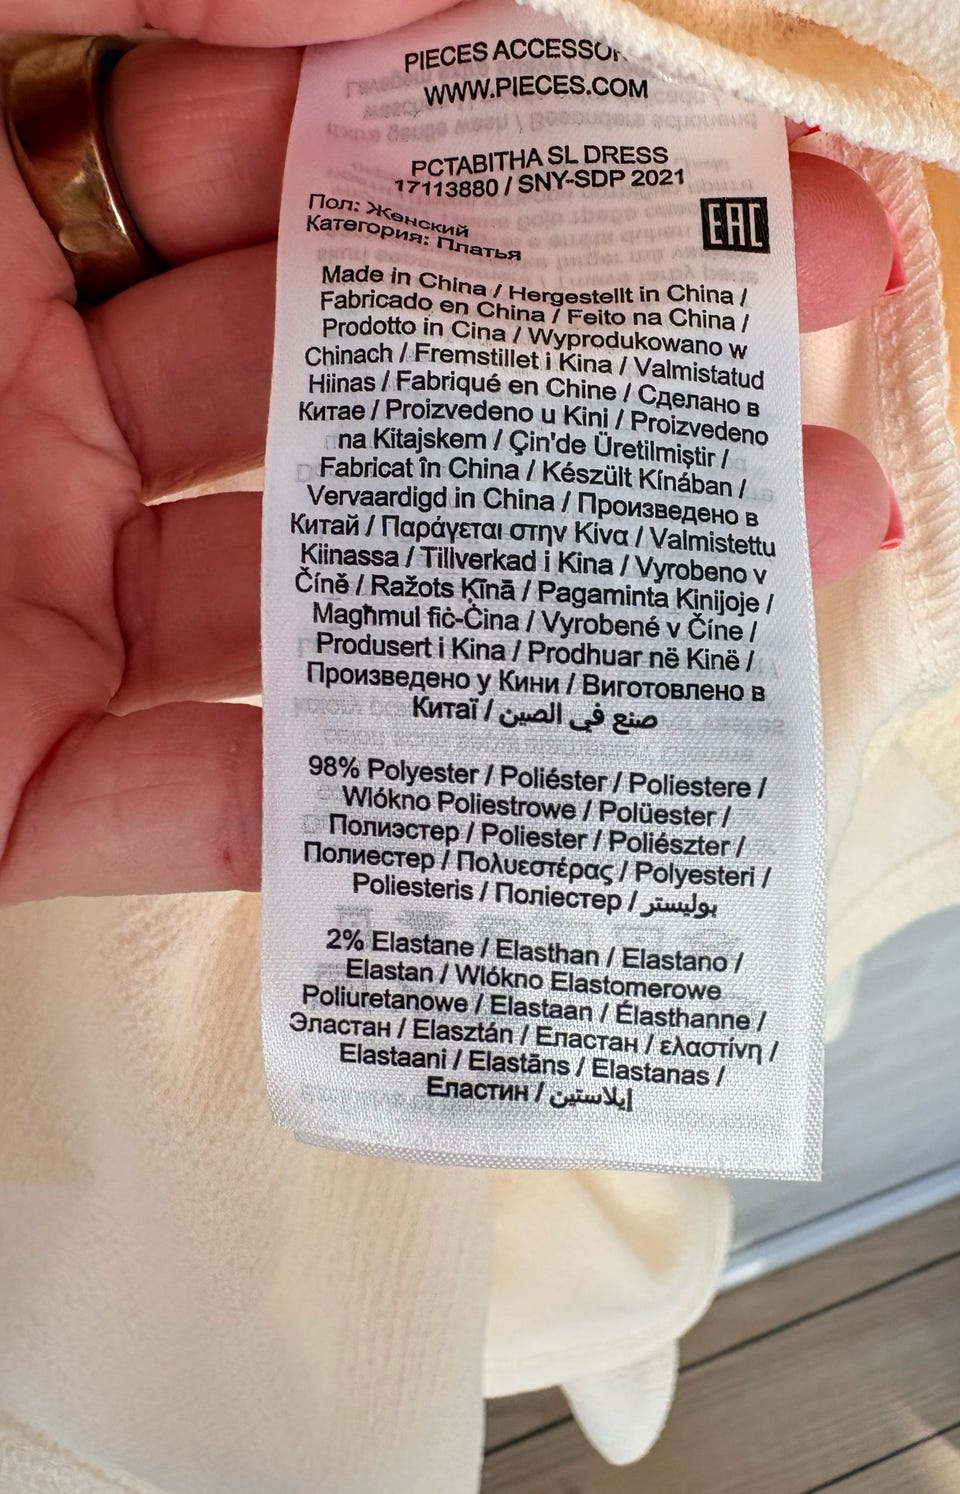 PIECES ACCESSOR
WWW.PIECES.COM
PCTABITHA SL DRESS
17113880 / SNY-SDP 2021
Пол: Женский
Категория: Платья
EAC
Made in China / Hergestellt in China /
Fabricado en China / Feito na China /
Prodotto in Cina / Wyprodukowano w
Chinach / Fremstillet i Kina / Valmistatud
Hiinas / Fabriqué en Chine / Сделано в
Китае / Proizvedeno u Kini / Proizvedeno
na Kitajskem / Çin'de Üretilmiştir /
Fabricat în China / Készült Kínában /
Vervaardigd in China / Произведено в
Китай / Παράγεται στην Κίνα / Valmistettu
Kiinassa / Tillverkad i Kina / Vyrobeno v
Číně / Ražots Ķīnā / Pagaminta Kinijoje /
Magħmul fiċ-Ċina / Vyrobené v Číne /
Produsert i Kina / Prodhuar në Kinë /
Произведено у Кини / Виготовлено в
Китаї / صنع في الصين
98% Polyester / Poliéster / Poliestere /
Wlókno Poliestrowe / Polüester /
Полиэстер / Poliester / Poliészter /
Полиестер / Πολυεστέρας / Polyesteri /
Poliesteris / Поліестер / بوليستر
2% Elastane / Elasthan / Elastano /
Elastan / Wlókno Elastomerowe
Poliuretanowe / Elastaan / Élasthanne /
Эластан / Elasztán / Еластан / ελαστίνη /
Elastaani / Elastāns / Elastanas /
Еластин / إيلاستين